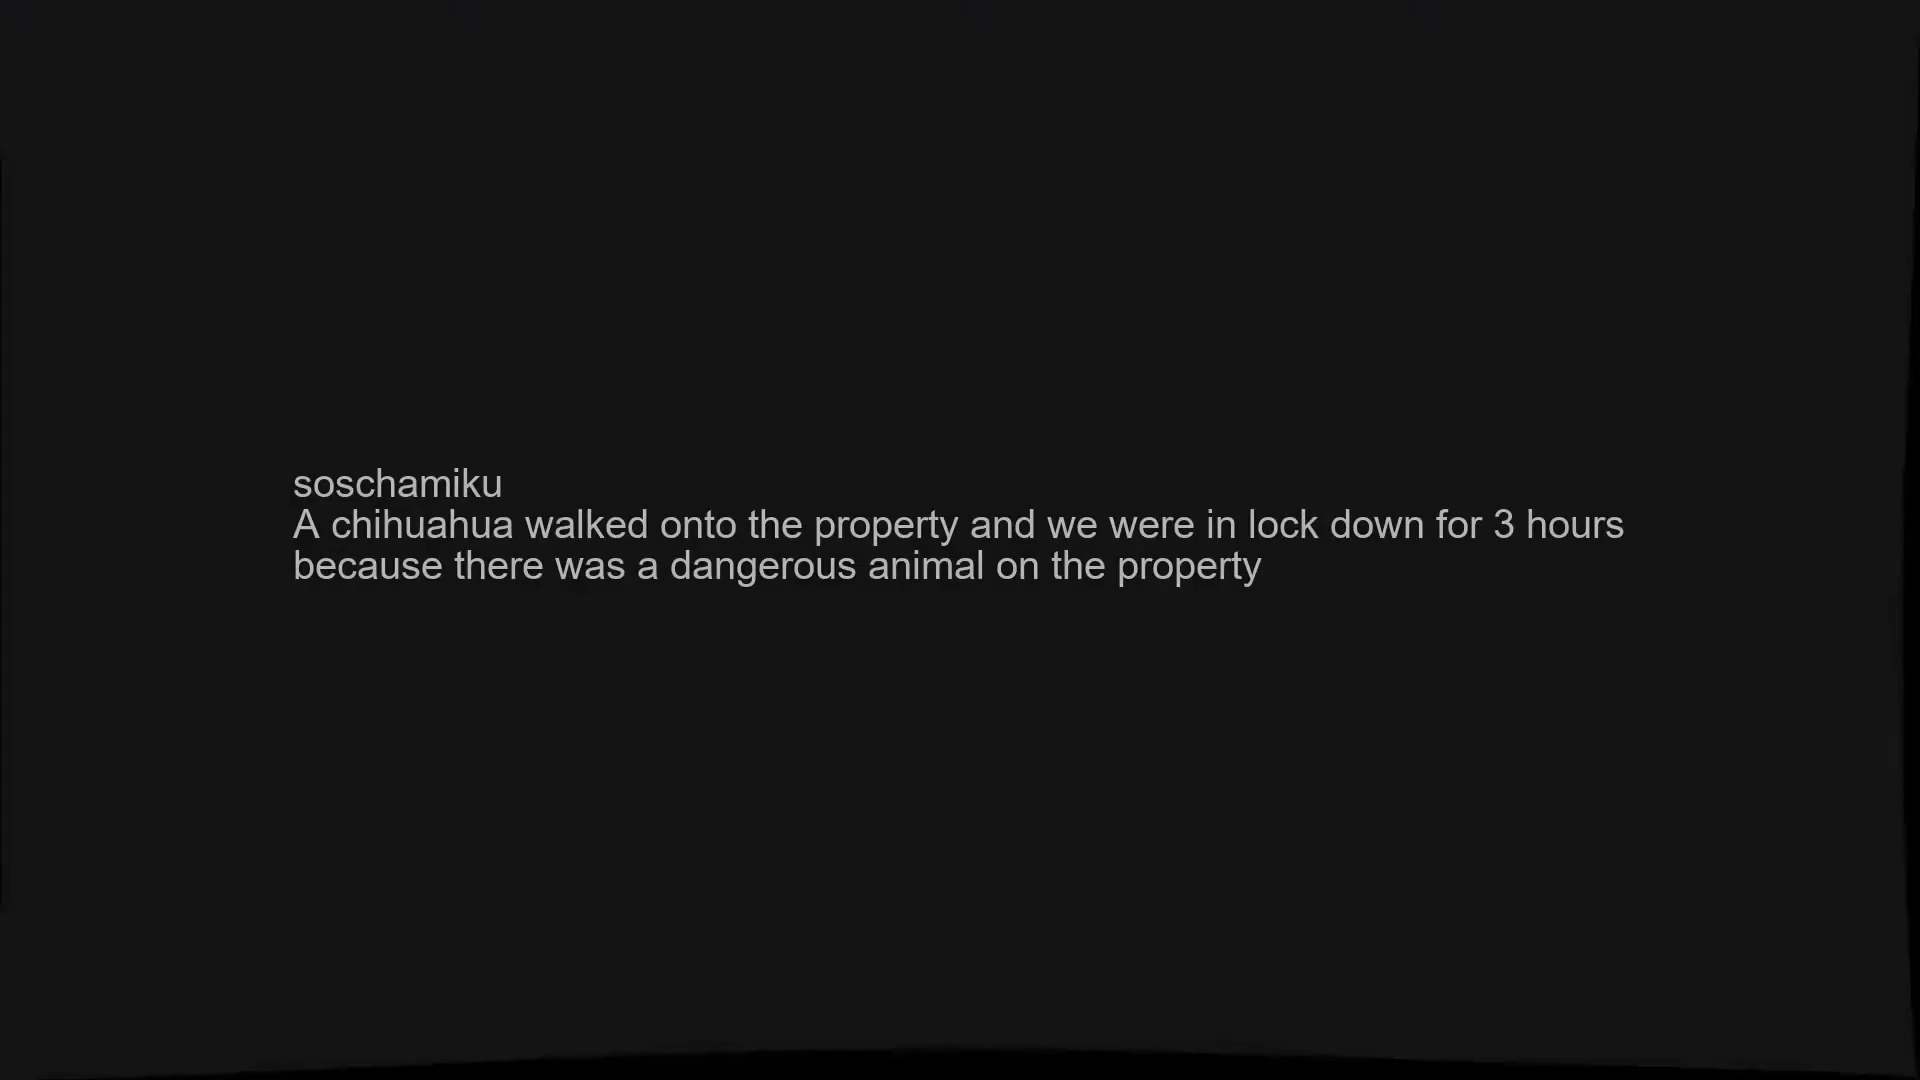 soschamiku
A chihuahua walked onto the property and we were in lock down for 3 hours
because there was a dangerous animal on the property